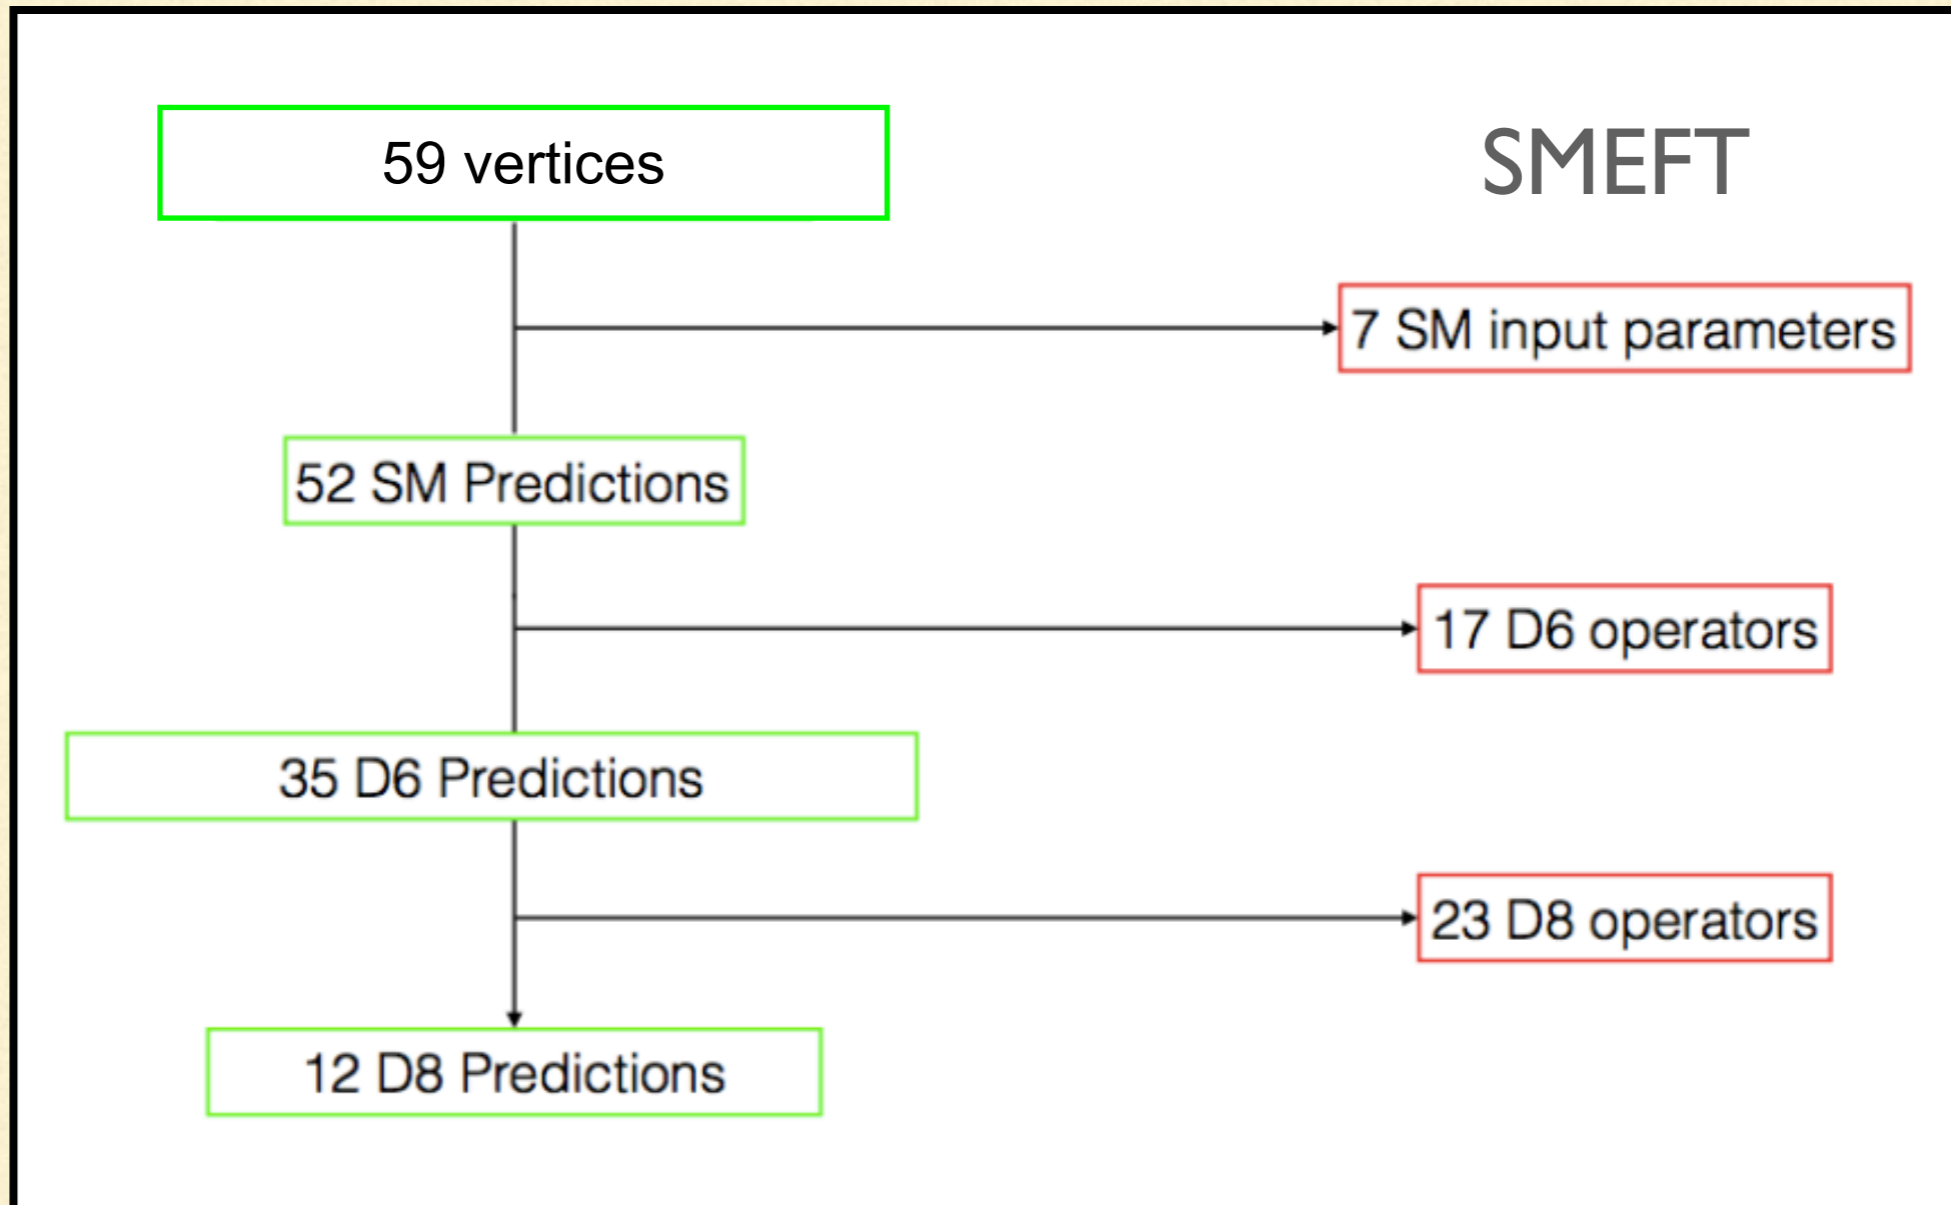 59 vertices
SMEFT
7 SM input parameters
52 SM Predictions
17 D6 operators
35 D6 Predictions
23 D8 operators
12 D8 Predictions